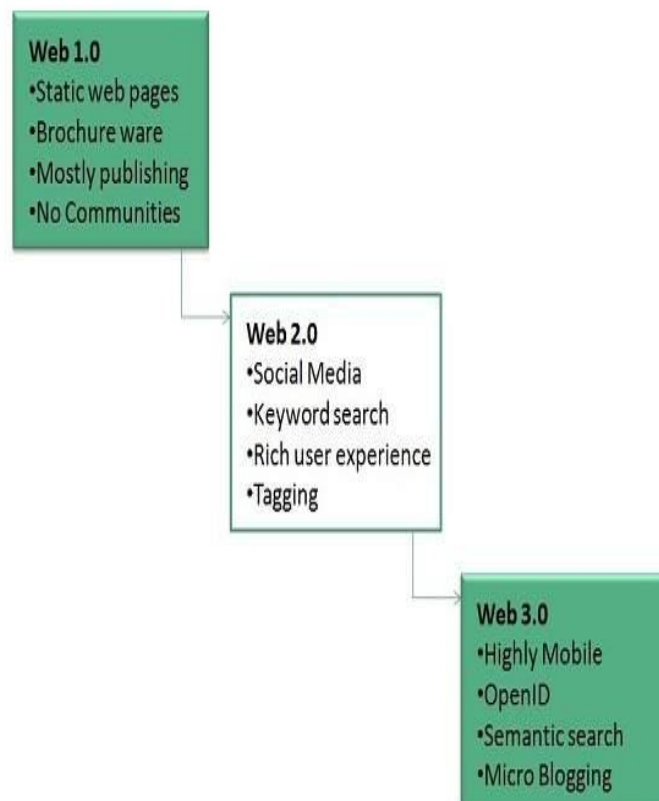 Web 1.0
•Static web pages
•Brochure ware
•Mostly publishing
•No Communities
Web 2.0
•Social Media
•Keyword search
•Rich user experience
•Tagging
Web 3.0
•Highly Mobile
•OpenID
•Semantic search
•Micro Blogging